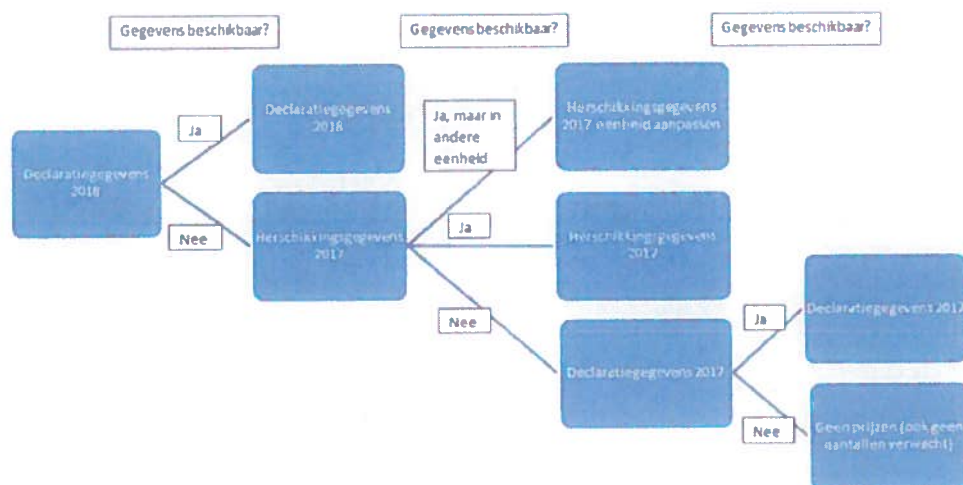 Gegevens beschikbaar?
Gegevens beschikbaar?
Gegevens beschikbaar?
Declaratiegegevens
2018
Ja
Nee
Declaratiegegevens
2018
Herschikkingsgegevens
2017
Ja, maar in
andere
eenheid
Ja
Nee
Herschikkingsgegevens
2017 eenheid aanpassen
Herschikkingsgegevens
2017
Declaratiegegevens 2017
Ja
Nee
Declaratiegegevens 2017
Geen prijzen (ook geen
aantallen verwacht)